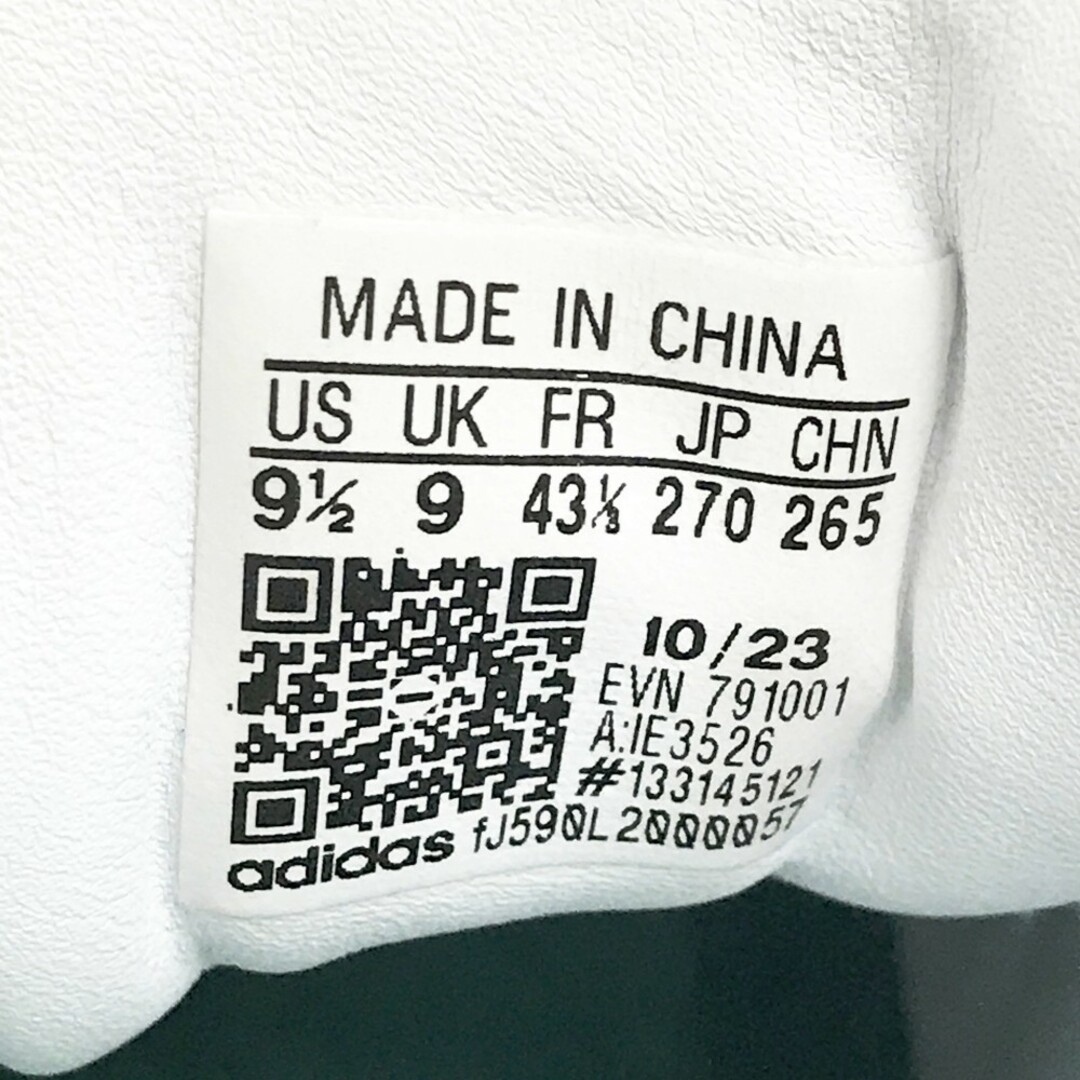 MADE IN CHINA
US UK FR JP CHN
9½ 9 43⅓ 270 265
10/23
EVN 791001
A:IE3526
#133145121
adidas fJ590L2000057